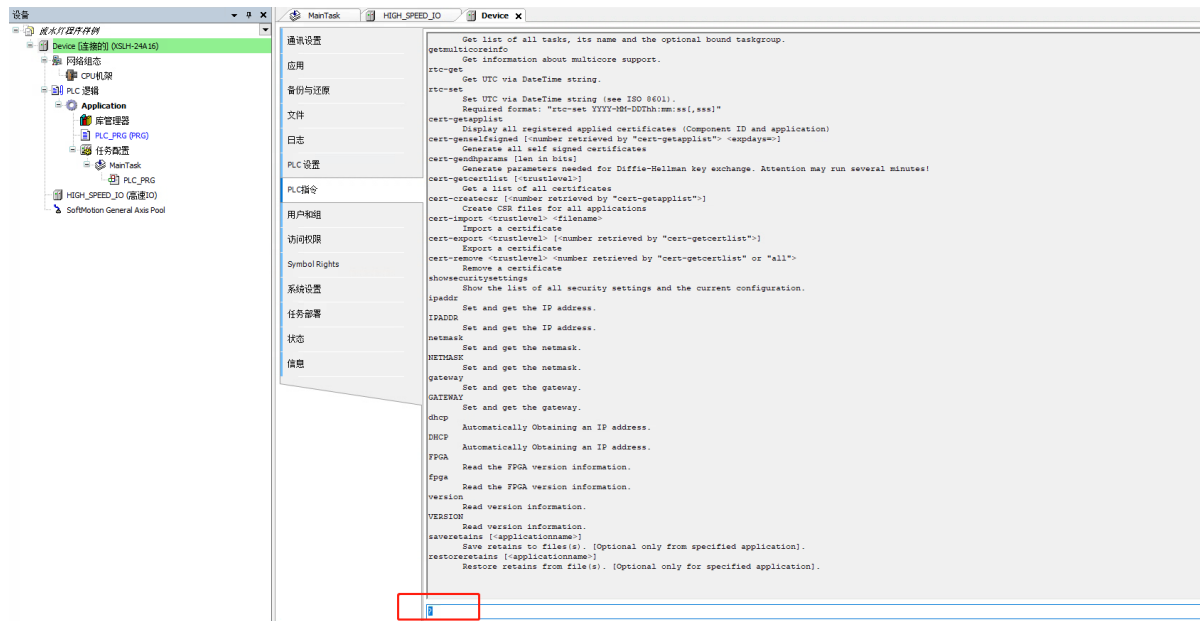 设备
流水灯程序样例
Device [连接的] (XSLH-24A16)
网络组态
CPU机架
PLC 逻辑
Application
库管理器
PLC_PRG (PRG)
任务配置
MainTask
PLC_PRG
HIGH_SPEED_IO (高速IO)
SoftMotion General Axis Pool
MainTask
HIGH_SPEED_IO
Device
通讯设置
应用
备份与还原
文件
日志
PLC 设置
PLC指令
用户和组
访问权限
Symbol Rights
系统设置
任务部署
状态
信息
Get list of all tasks, its name and the optional bound taskgroup.
getmulticoreinfo
Get information about multicore support.
rtc-get
Get UTC via DateTime string.
rtc-set
Set UTC via DateTime string (see ISO 8601).
Required format: "rtc-set YYYY-MM-DDThh:mm:ss[,sss]"
cert-getapplist
Display all registered applied certificates (Component ID and application)
cert-genselfsigned [<number retrieved by "cert-getapplist"> <expdays=>]
Generate all self signed certificates
cert-gendhparams [len in bits]
Generate parameters needed for Diffie-Hellman key exchange. Attention may run several minutes!
cert-getcertlist [<trustlevel>]
Get a list of all certificates
cert-createcsr [<number retrieved by "cert-getapplist">]
Create CSR files for all applications
cert-import <trustlevel> <filename>
Import a certificate
cert-export <trustlevel> [<number retrieved by "cert-getcertlist">]
Export a certificate
cert-remove <trustlevel> <number retrieved by "cert-getcertlist" or "all">
Remove a certificate
showsecuritysettings
Show the list of all security settings and the current configuration.
ipaddr
Set and get the IP address.
IPADDR
Set and get the IP address.
netmask
Set and get the netmask.
NETMASK
Set and get the netmask.
gateway
Set and get the gateway.
GATEWAY
Set and get the gateway.
dhcp
Automatically Obtaining an IP address.
DHCP
Automatically Obtaining an IP address.
FPGA
Read the FPGA version information.
fpga
Read the FPGA version information.
version
Read version information.
VERSION
Read version information.
saveretains [<applicationname>]
Save retains to files(s). [Optional only from specified application].
restoreretains [<applicationname>]
Restore retains from file(s). [Optional only for specified application].
?